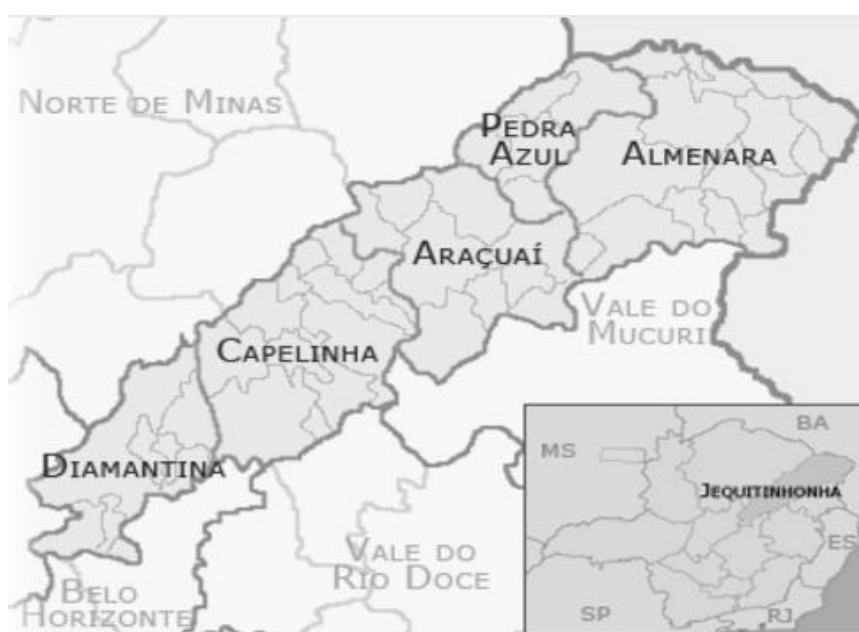 NORTE DE MINAS
PEDRA
AZUL
ALMENARA
ARAÇUAÍ
VALE DO
MUCURI
CAPELINHA
DIAMANTINA
VALE DO
RIO DOCE
BELO
HORIZONTE
BA
MS
JEQUITINHONHA
ES
SP
RJ